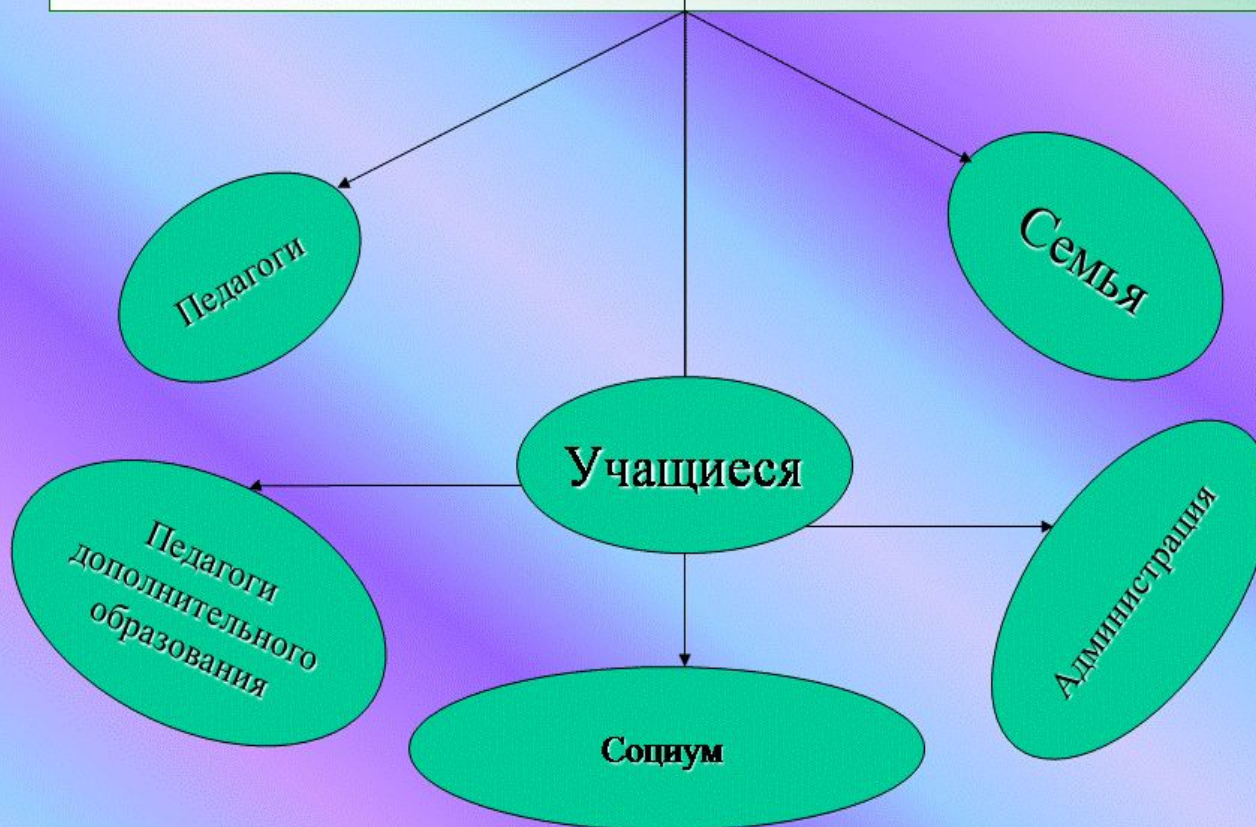 Педагоги
Семья
Учащиеся
Педагоги
дополнительного
образования
Администрация
Социум